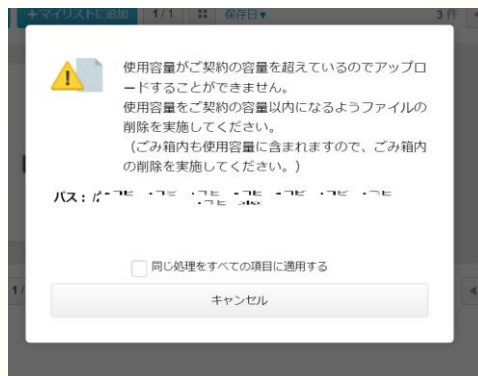 +マイリストに追加 1/1 保存日▼ 3件
使用容量がご契約の容量を超えているのでアップロ
ードすることができません。
使用容量をご契約の容量以内になるようファイルの
削除を実施してください。
（ごみ箱内も使用容量に含まれますので、ごみ箱内
の削除を実施してください。）
パス：
同じ処理をすべての項目に適用する
1/
キャンセル